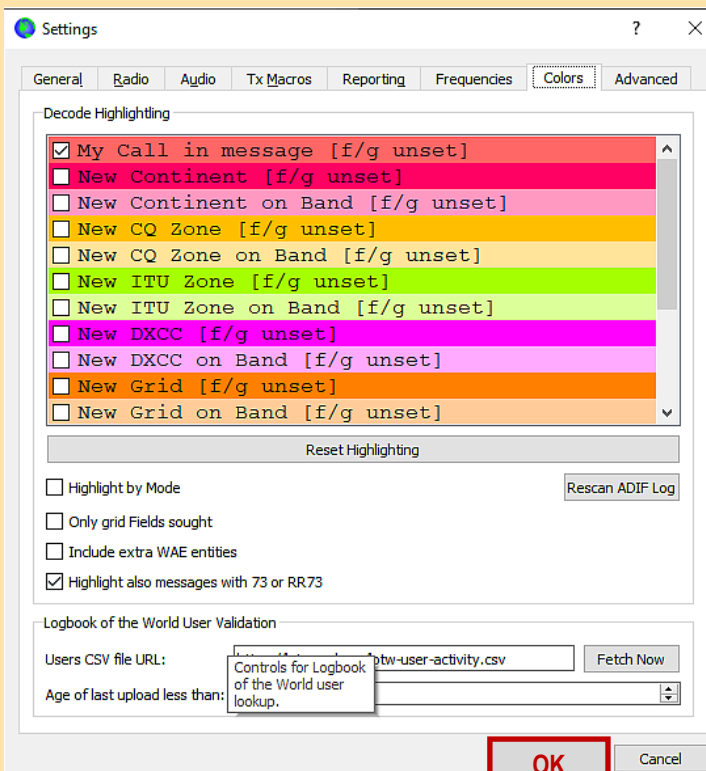 Settings
?
General Radio Audio Tx Macros Reporting Frequencies Colors Advanced
Decode Highlightling
My Call in message [f/g unset]
New Continent [f/g unset]
New Continent on Band [f/g unset]
New CQ Zone [f/g unset]
New CQ Zone on Band [f/g unset]
New ITU Zone [f/g unset]
New ITU Zone on Band [f/g unset]
New DXCC [f/g unset]
New DXCC on Band [f/g unset]
New Grid [f/g unset]
New Grid on Band [f/g unset]
Reset Highlighting
Highlight by Mode
Rescan ADIF Log
Only grid Fields sought
Include extra WAE entities
Highlight also messages with 73 or RR73
Logbook of the World User Validation
Users CSV file URL:
otw-user-activity.csv
Fetch Now
Age of last upload less than:
Controls for Logbook
of the World user
lookup.
OK
Cancel